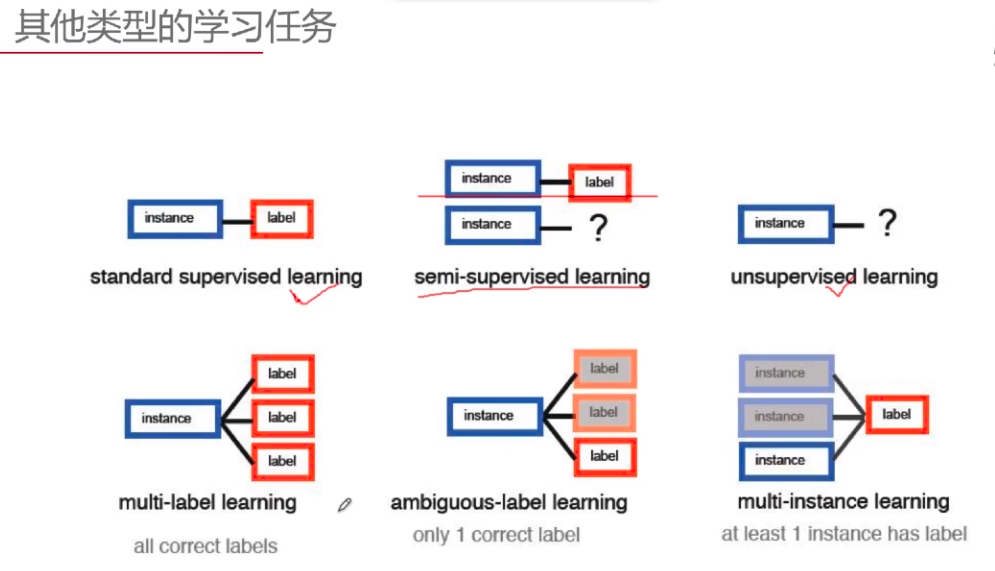 其他类型的学习任务
instance label
instance ?
standard supervised learning
instance label
semi-supervised learning
instance ?
unsupervised learning
instance label
label
label
multi-label learning
all correct labels
instance label
label
label
ambiguous-label learning
only 1 correct label
instance
instance label
instance
multi-instance learning
at least 1 instance has label